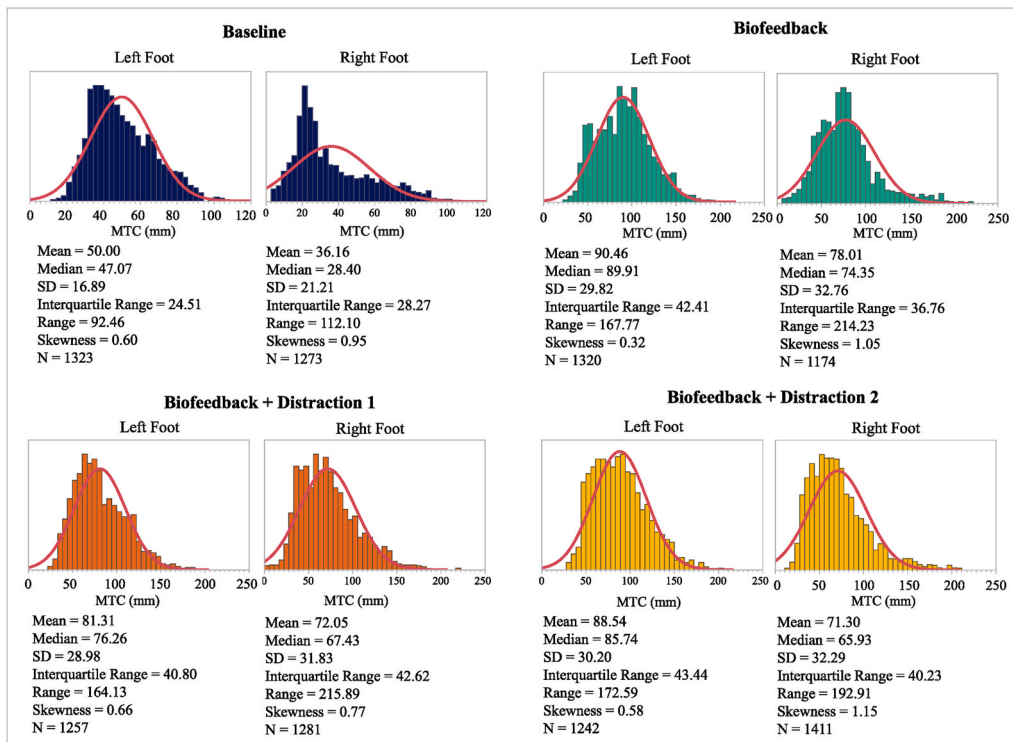 Baseline
Left Foot
Right Foot
0 20 40 60 80 100 120
0 20 40 60 80 100 122
MTC (mm)
MTC (mm)
Mean = 50.00
Median = 47.07
SD = 16.89
Interquartile Range = 24.51
Range = 92.46
Skewness = 0.60
N = 1323
Mean = 36.16
Median = 28.40
SD = 21.21
Interquartile Range = 28.27
Range = 112.10
Skewness = 0.95
N = 1273
Biofeedback
Left Foot
Right Foot
0 50 100 150 200 250
50 100 150 200 250
MTC (mm)
MTC (mm)
Mean = 90.46
Median = 89.91
SD = 29.82
Interquartile Range = 42.41
Range = 167.77
Skewness = 0.32
N = 1320
Mean = 78.01
Median = 74.35
SD = 32.76
Interquartile Range = 36.76
Range = 214.23
Skewness = 1.05
N = 1174
Biofeedback + Distraction 1
Left Foot
Right Foot
0 50 100 150 200 250
0 50 100 150 200 250
MTC (mm)
MTC (mm)
Mean = 81.31
Median = 76.26
SD = 28.98
Interquartile Range = 40.80
Range = 164.13
Skewness = 0.66
N = 1257
Mean = 72.05
Median = 67.43
SD = 31.83
Interquartile Range = 42.62
Range = 215.89
Skewness = 0.77
N = 1281
Biofeedback + Distraction 2
Left Foot
Right Foot
0 50 100 150 200 250
0 50 100 150 200 250
MTC (mm)
MTC (mm)
Mean = 88.54
Median = 85.74
SD = 30.20
Interquartile Range = 43.44
Range = 172.59
Skewness = 0.58
N = 1242
Mean = 71.30
Median = 65.93
SD = 32.29
Interquartile Range = 40.23
Range = 192.91
Skewness = 1.15
N = 1411